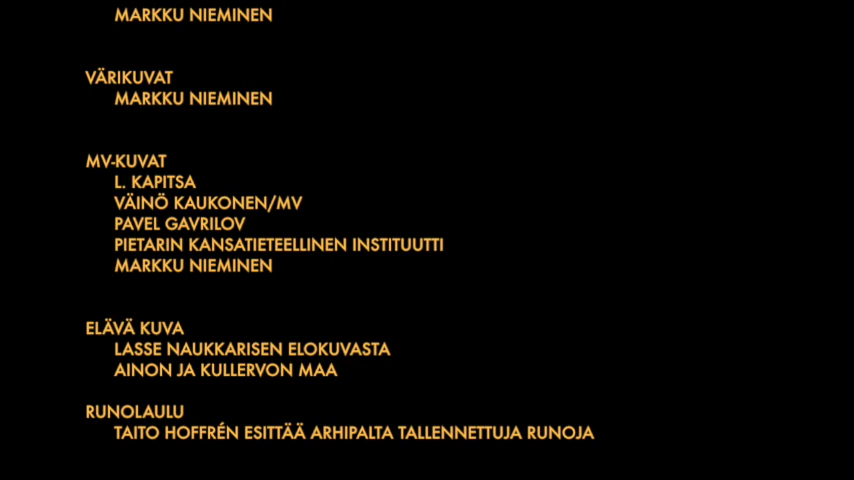 MARKKU NIEMINEN
VÄRIKUVAT
MARKKU NIEMINEN
MV-KUVAT
L. KAPITSA
VÄINÖ KAUKONEN/MV
PAVEL GAVRILOV
PIETARIN KANSATIETEELLINEN INSTITUUTTI
MARKKU NIEMINEN
ELÄVÄ KUVA
LASSE NAUKKARISEN ELOKUVASTA
AINON JA KULLERVON MAA
RUNOLAULU
TAITO HOFFRÉN ESITTÄÄ ARHIPALTA TALLENNETTUJA RUNOJA